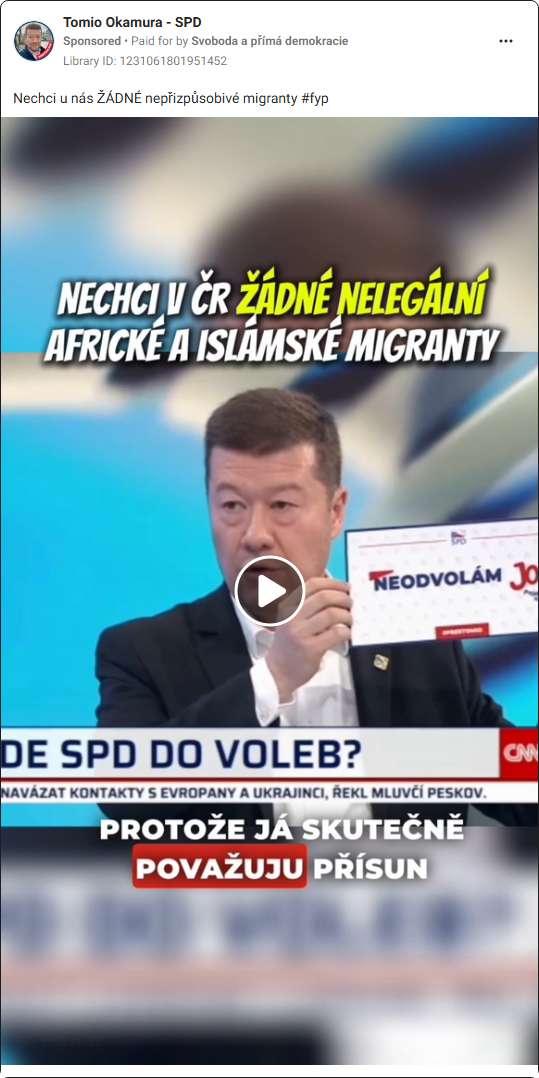 Tomio Okamura - SPD
Sponsored • Paid for by Svoboda a přímá demokracie
Library ID: 1231061801951452
Nechci u nás ŽÁDNÉ nepřizpůsobivé migranty #fyp
NECHCI V ČR ŽÁDNÉ NELEGÁLNÍ
AFRICKÉ A ISLÁMSKÉ MIGRANTY
SPD
NEODVOLÁM JO
DE SPD DO VOLEB?
CNN
NAVÁZAT KONTAKTY S EVROPANY A UKRAJINCI, ŘEKL MLUVČÍ PESKOV.
PROTOŽE JÁ SKUTEČNĚ
POVAŽUJU PŘÍSUN